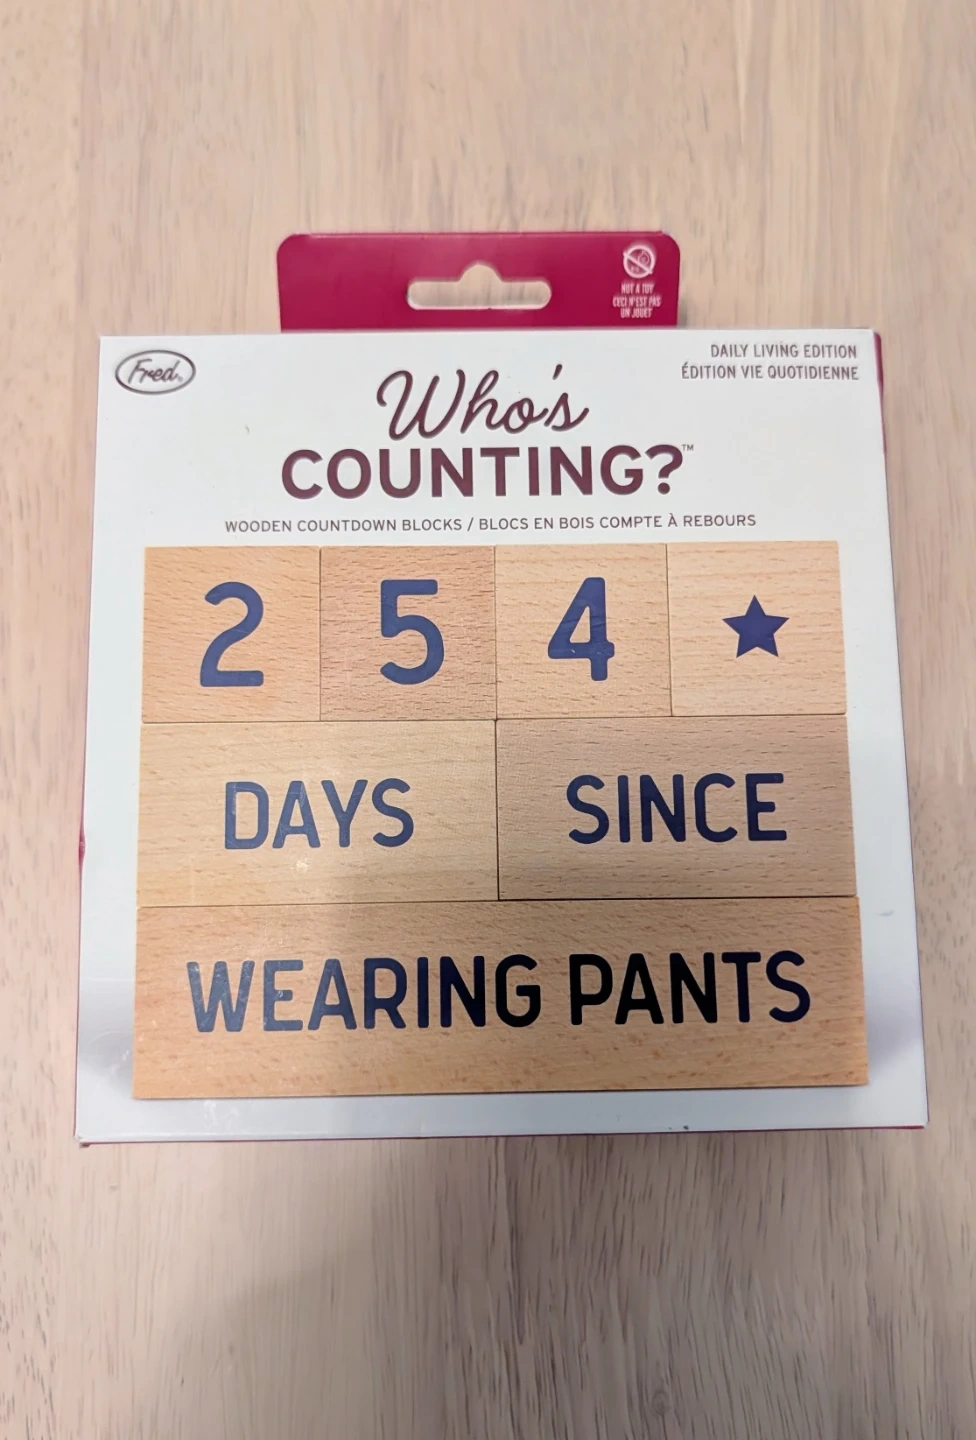 NOT A TOY
CECI N'EST PAS
UN JOUET
Fred.
DAILY LIVING EDITION
ÉDITION VIE QUOTIDIENNE
Who's
COUNTING?™
WOODEN COUNTDOWN BLOCKS / BLOCS EN BOIS COMPTE À REBOURS
2 5 4 ★
DAYS SINCE
WEARING PANTS